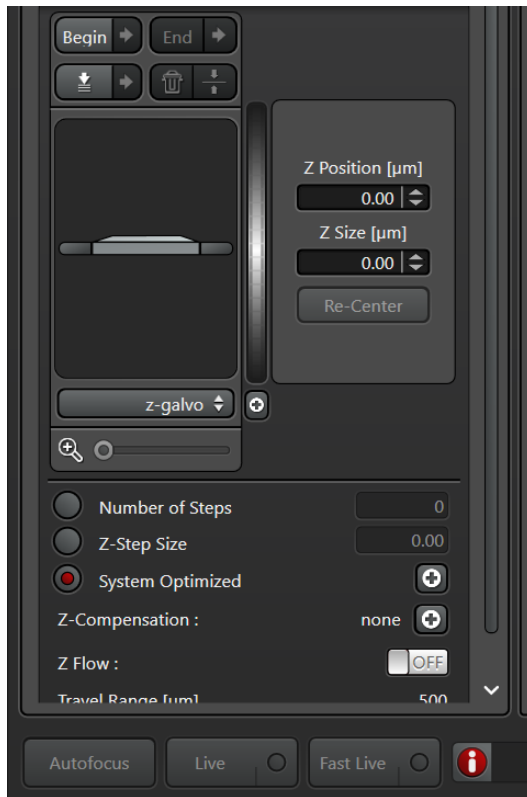 Begin End
Z Position [µm]
0.00
Z Size [µm]
0.00
Re-Center
z-galvo
Number of Steps 0
Z-Step Size 0.00
System Optimized
Z-Compensation : none
Z Flow : OFF
Travel Range [µm] 500
Autofocus Live Fast Live